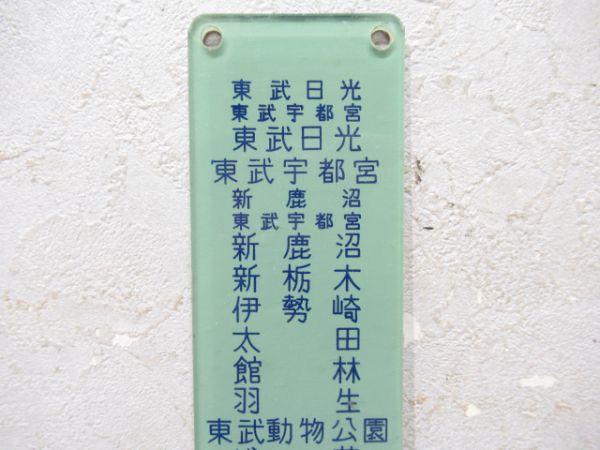 東武日光
東武宇都宮
東武日光
東武宇都宮
新鹿沼
東武宇都宮
新鹿沼
新栃木
伊勢崎
太田
館林
羽生
東武動物公園